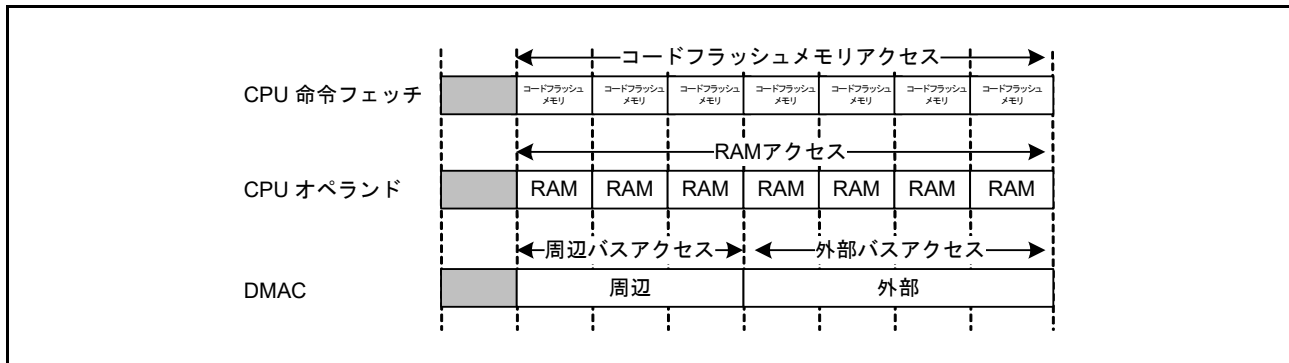 コードフラッシュメモリアクセス
CPU 命令フェッチ
コードフラッシュ コードフラッシュ コードフラッシュ コードフラッシュ コードフラッシュ コードフラッシュ コードフラッシュ
メモリ メモリ メモリ メモリ メモリ メモリ メモリ
RAMアクセス
CPU オペランド
RAM RAM RAM RAM RAM RAM RAM
周辺バスアクセス 外部バスアクセス
DMAC
周辺 外部